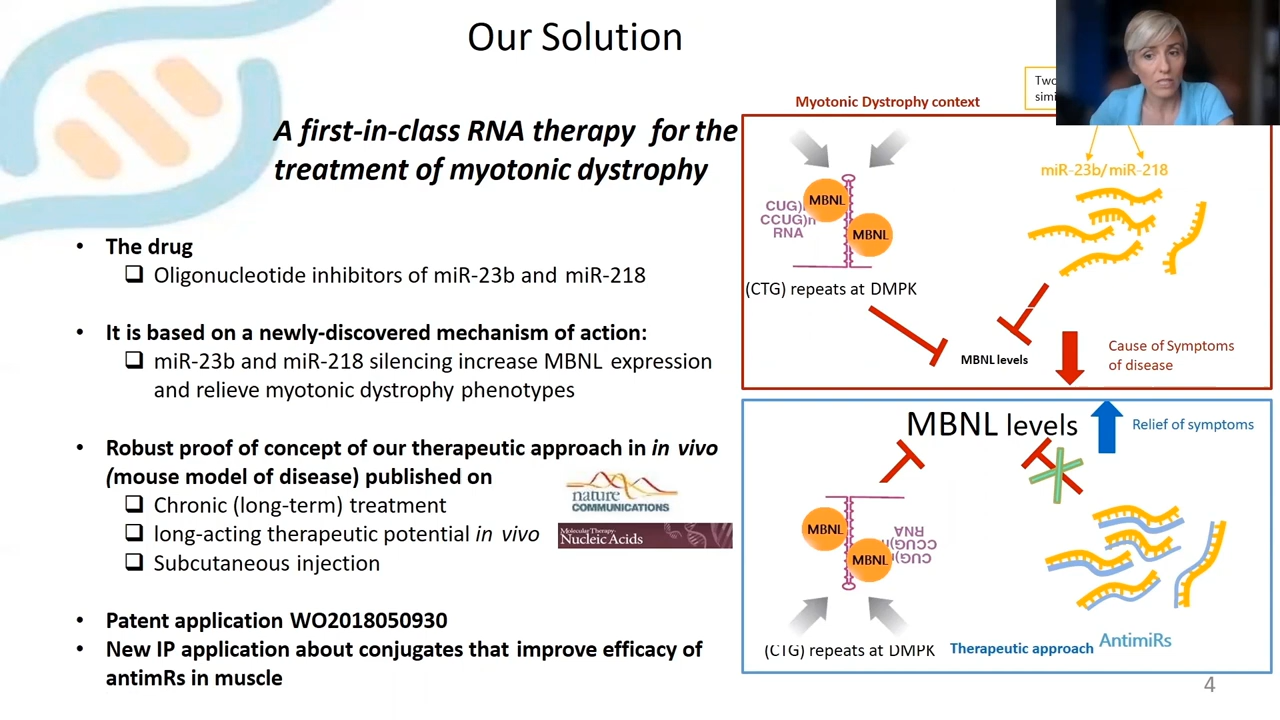 Our Solution
A first-in-class RNA therapy for the
treatment of myotonic dystrophy
• The drug
❑ Oligonucleotide inhibitors of miR-23b and miR-218
• It is based on a newly-discovered mechanism of action:
❑ miR-23b and miR-218 silencing increase MBNL expression
and relieve myotonic dystrophy phenotypes
• Robust proof of concept of our therapeutic approach in in vivo
(mouse model of disease) published on
nature
COMMUNICATIONS
❑ Chronic (long-term) treatment
❑ long-acting therapeutic potential in vivo
Molecular Therapy
Nucleic Acids
❑ Subcutaneous injection
• Patent application WO2018050930
• New IP application about conjugates that improve efficacy of
antimRs in muscle
Myotonic Dystrophy context
miR-23b/miR-218
MBNL
CUG)
CCUG)n
RNA
MBNL
(CTG) repeats at DMPK
MBNL levels
Cause of Symptoms
of disease
MBNL levels
Relief of symptoms
MBNL
MBNL
CUG)n
CCUG)n
RNA
(CTG) repeats at DMPK
Therapeutic approach
AntimiRs
4